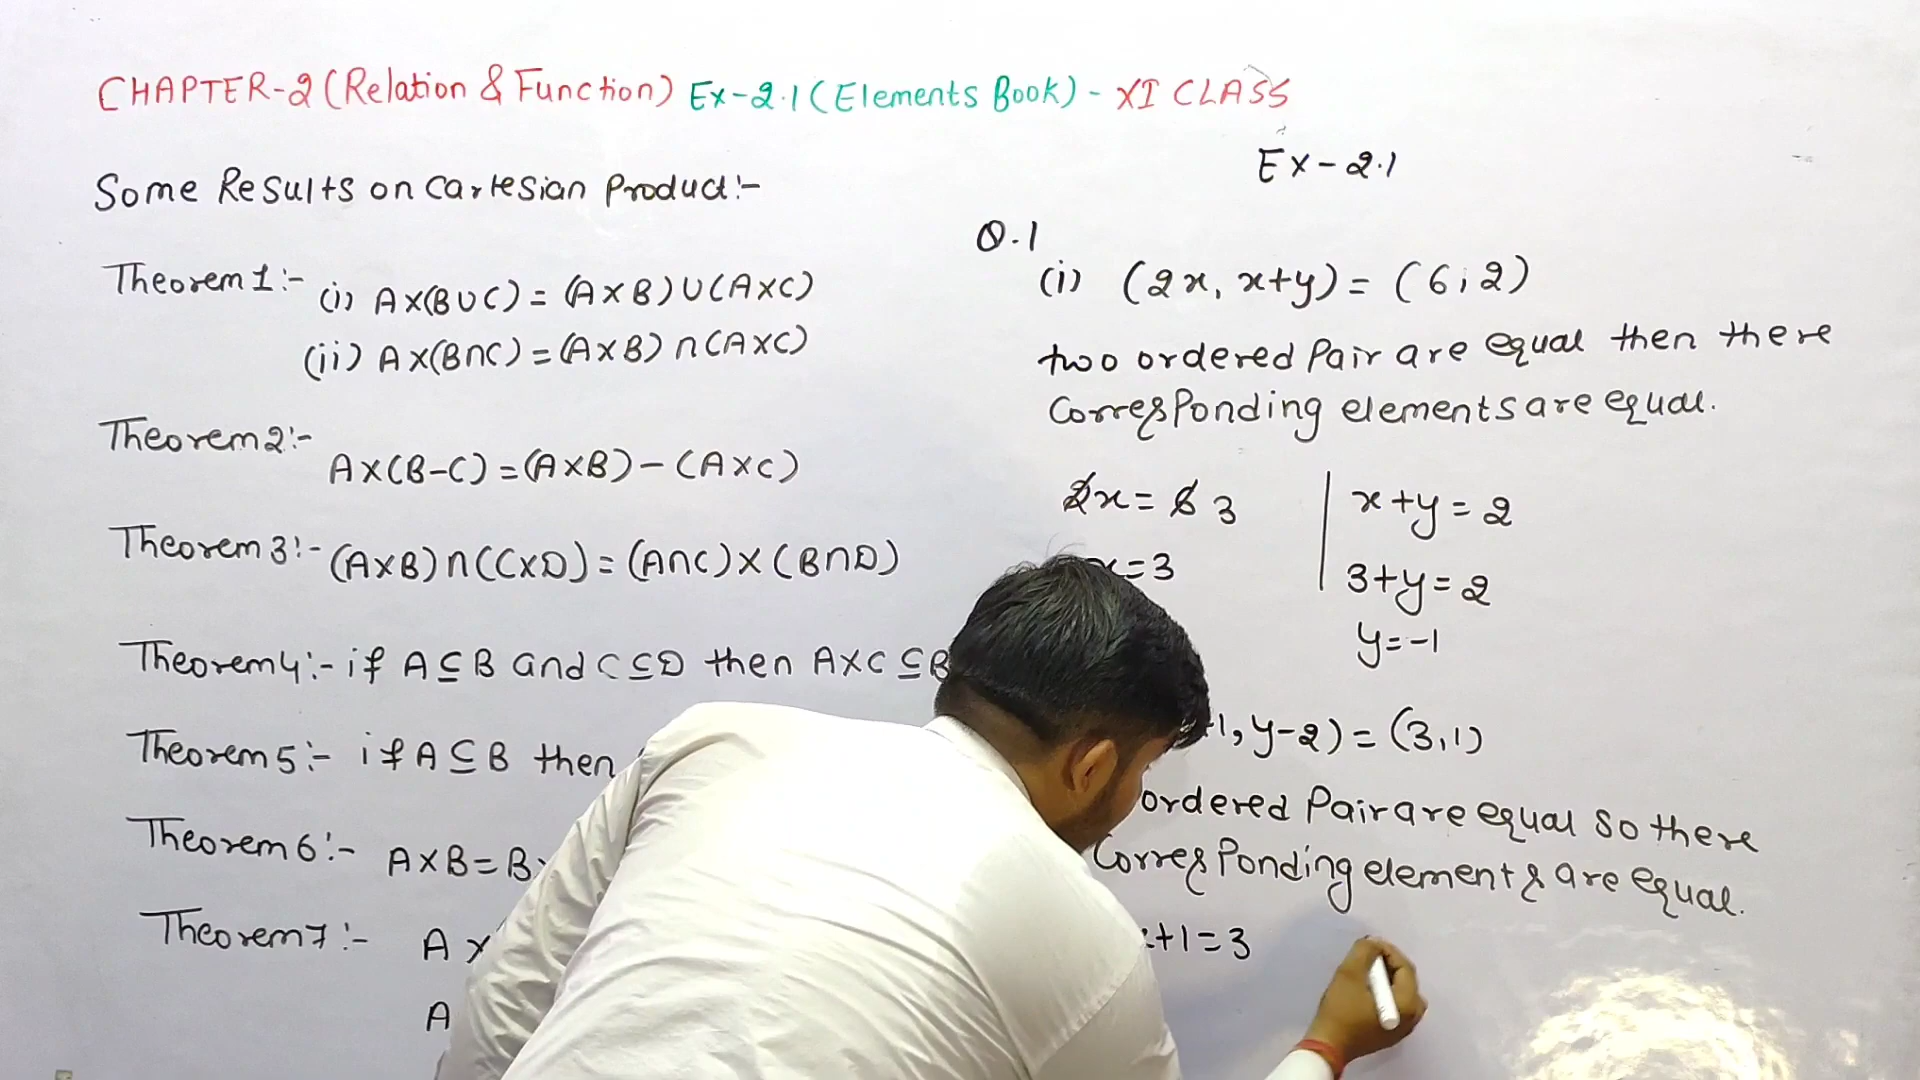 CHAPTER-2 (Relation & Function) Ex-2.1 (Elements Book) - XI CLASS
Some Results on Cartesian Product:-
Theorem 1:- (i) A×(B∪C) = (A×B)∪(A×C)
(ii) A×(B∩C) = (A×B)∩(A×C)
Theorem 2:-
A×(B-C) = (A×B) - (A×C)
Theorem 3:- (A×B)∩(C×D) = (A∩C)×(B∩D)
Theorem 4:- if A⊆B and C⊆D then A×C ⊆ B
Theorem 5:- if A⊆B then
Theorem 6:- A×B = B×
Theorem 7:- A×
A
Ex-2.1
Q.1
(i) (2x, x+y) = (6, 2)
two ordered Pair are equal then there
Corresponding elements are equal.
2x = 6 3
x=3
x+y = 2
3+y = 2
y = -1
+1, y-2) = (3, 1)
ordered Pair are equal so there
Corresponding elements are equal.
x+1 = 3